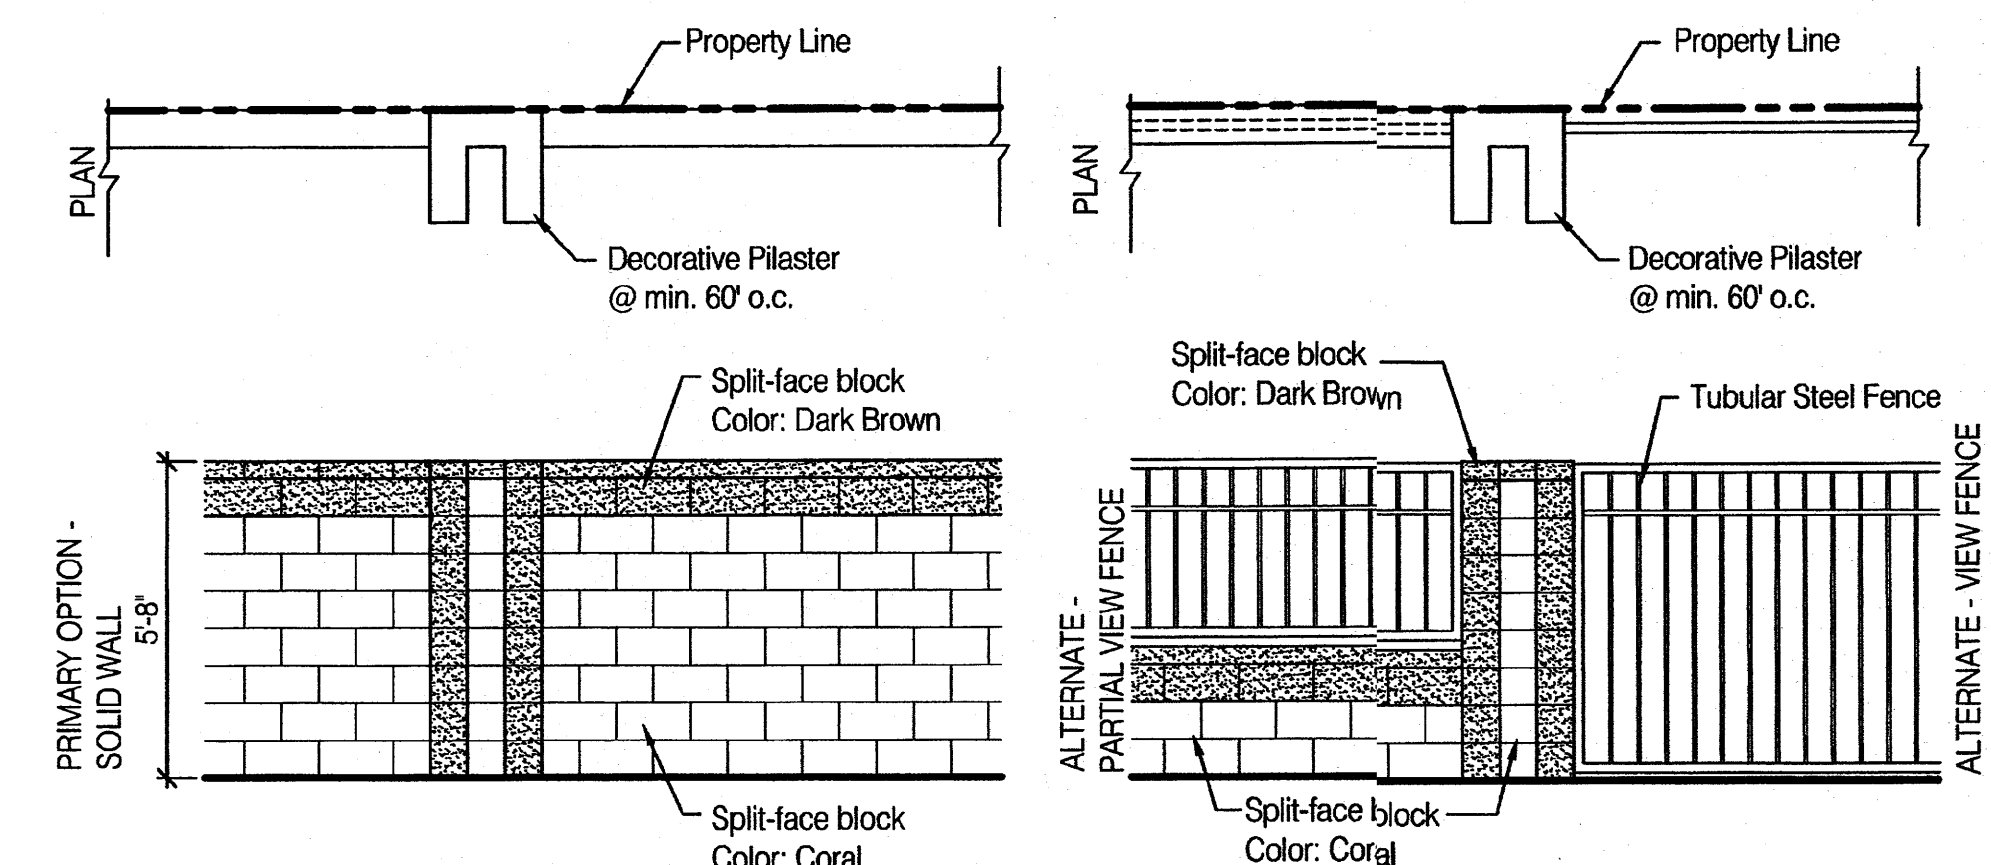 Property Line
PLAN
Decorative Pilaster
@ min. 60' o.c.
Split-face block
Color: Dark Brown
PRIMARY OPTION -
SOLID WALL
5'-8"
Split-face block
Color: Coral
Property Line
PLAN
Decorative Pilaster
@ min. 60' o.c.
Split-face block
Color: Dark Brown
Tubular Steel Fence
ALTERNATE -
PARTIAL VIEW FENCE
ALTERNATE - VIEW FENCE
Split-face block
Color: Coral